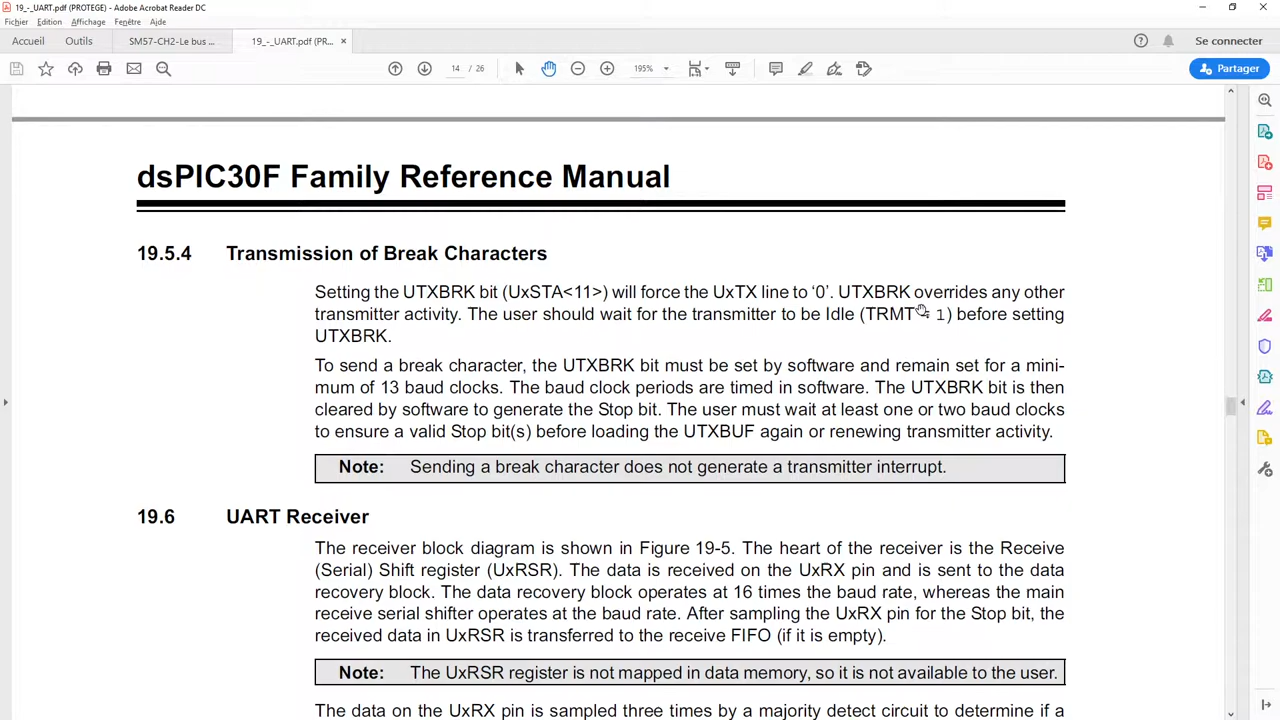 19_-_UART.pdf (PROTEGE) - Adobe Acrobat Reader DC
Fichier Edition Affichage Fenêtre Aide
Accueil Outils SM57-CH2-Le bus ... 19_-_UART.pdf (PR... × Se connecter
14 / 26 195% Partager
dsPIC30F Family Reference Manual
19.5.4 Transmission of Break Characters
Setting the UTXBRK bit (UxSTA<11>) will force the UxTX line to ‘0’. UTXBRK overrides any other
transmitter activity. The user should wait for the transmitter to be Idle (TRMT = 1) before setting
UTXBRK.
To send a break character, the UTXBRK bit must be set by software and remain set for a mini-
mum of 13 baud clocks. The baud clock periods are timed in software. The UTXBRK bit is then
cleared by software to generate the Stop bit. The user must wait at least one or two baud clocks
to ensure a valid Stop bit(s) before loading the UTXBUF again or renewing transmitter activity.
Note: Sending a break character does not generate a transmitter interrupt.
19.6 UART Receiver
The receiver block diagram is shown in Figure 19-5. The heart of the receiver is the Receive
(Serial) Shift register (UxRSR). The data is received on the UxRX pin and is sent to the data
recovery block. The data recovery block operates at 16 times the baud rate, whereas the main
receive serial shifter operates at the baud rate. After sampling the UxRX pin for the Stop bit, the
received data in UxRSR is transferred to the receive FIFO (if it is empty).
Note: The UxRSR register is not mapped in data memory, so it is not available to the user.
The data on the UxRX pin is sampled three times by a majority detect circuit to determine if a